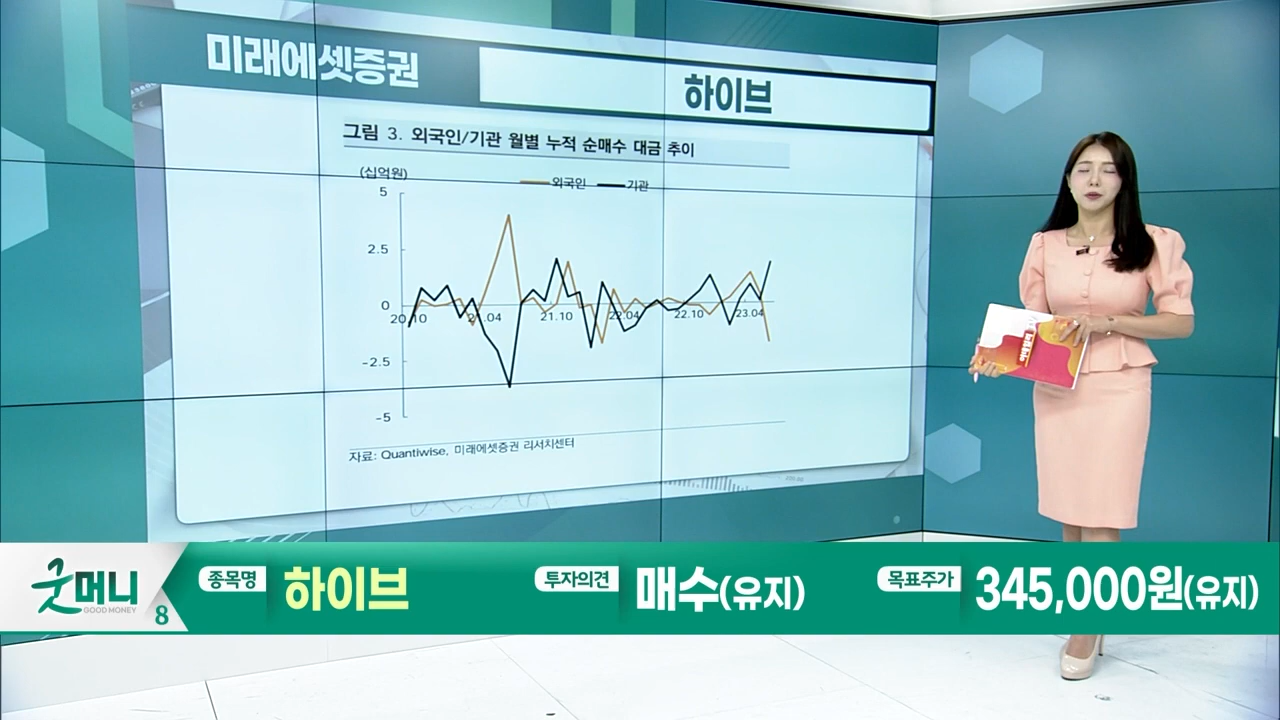 미래에셋증권
하이브
그림 3. 외국인/기관 월별 누적 순매수 대금 추이
(십억원)
외국인 기관
5
2.5
0
-2.5
-5
20.10 21.04 21.10 22.04 22.10 23.04
자료: Quantiwise, 미래에셋증권 리서치센터
굿머니
GOOD MONEY
8
종목명 하이브 투자의견 매수(유지) 목표주가 345,000원(유지)